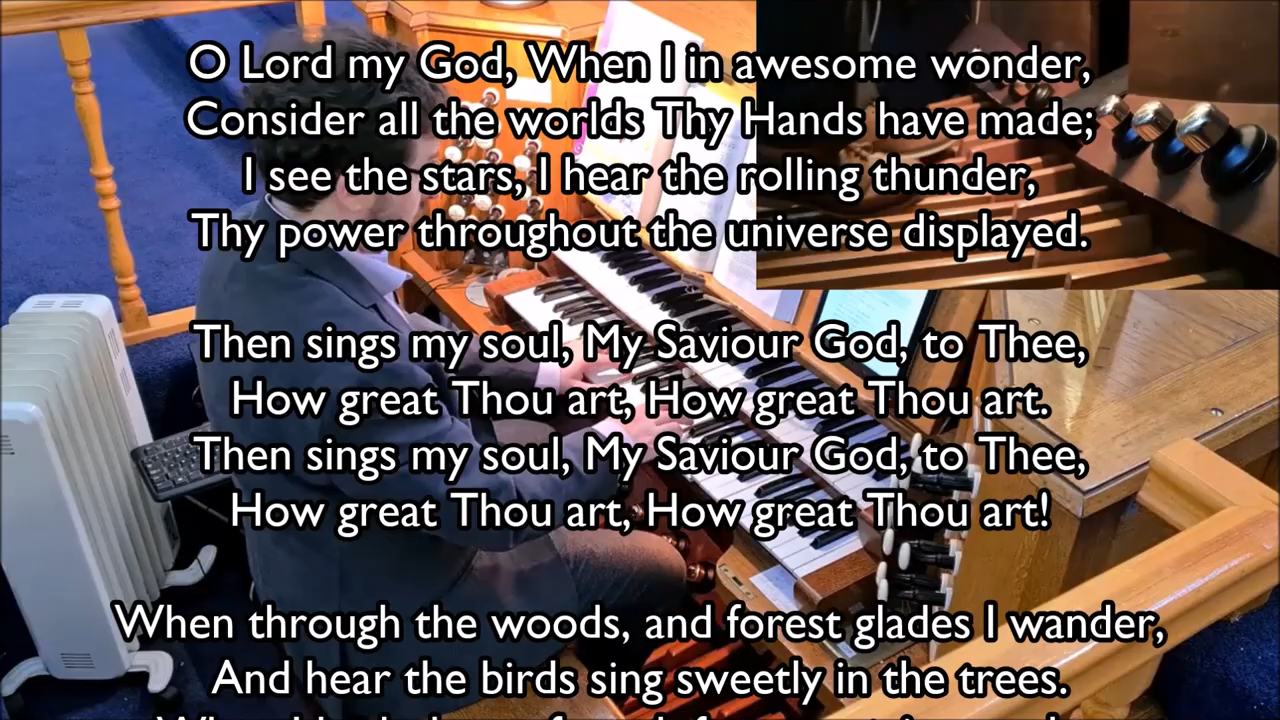 O Lord my God, When I in awesome wonder,
Consider all the worlds Thy Hands have made;
I see the stars, I hear the rolling thunder,
Thy power throughout the universe displayed.
Then sings my soul, My Saviour God, to Thee,
How great Thou art, How great Thou art.
Then sings my soul, My Saviour God, to Thee,
How great Thou art, How great Thou art!
When through the woods, and forest glades I wander,
And hear the birds sing sweetly in the trees.